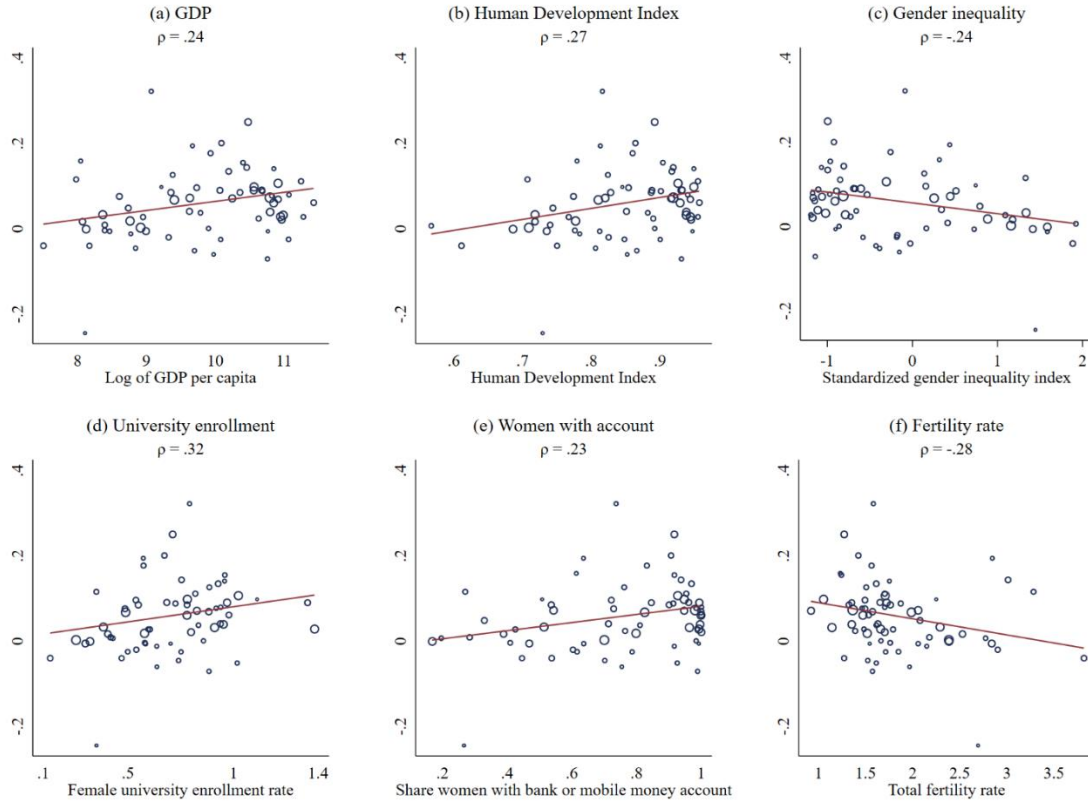 (a) GDP
ρ = .24
.4
.2
0
-.2
8 9 10 11
Log of GDP per capita
(b) Human Development Index
ρ = .27
.4
.2
0
-.2
.6 .7 .8 .9
Human Development Index
(c) Gender inequality
ρ = -.24
.4
.2
0
-.2
-1 0 1 2
Standardized gender inequality index
(d) University enrollment
ρ = .32
.4
.2
0
-.2
.1 .5 1 1.4
Female university enrollment rate
(e) Women with account
ρ = .23
.4
.2
0
-.2
.2 .4 .6 .8 1
Share women with bank or mobile money account
(f) Fertility rate
ρ = -.28
.4
.2
0
-.2
1 1.5 2 2.5 3 3.5
Total fertility rate